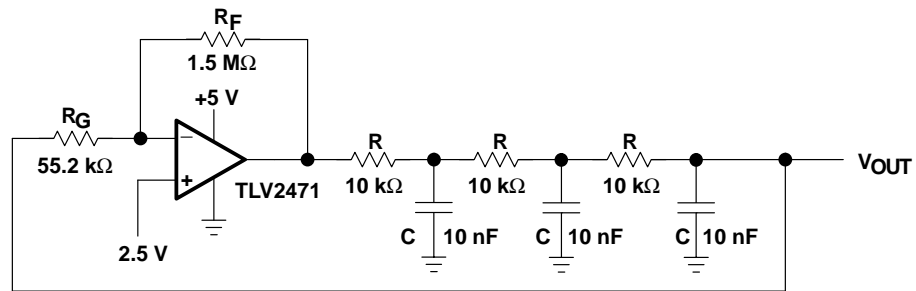 RF
1.5 MΩ
+5 V
RG
55.2 kΩ
−
+
TLV2471
2.5 V
R
10 kΩ
R
10 kΩ
R
10 kΩ
C 10 nF
C 10 nF
C 10 nF
VOUT